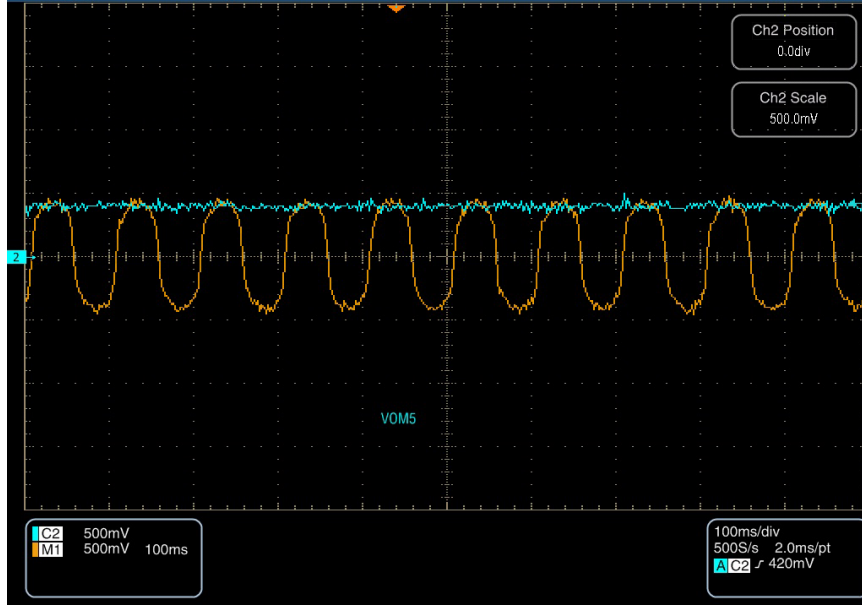 Ch2 Position
0.0div
Ch2 Scale
500.0mV
2
VOM5
C2 500mV
M1 500mV 100ms
100ms/div
500S/s 2.0ms/pt
A C2 420mV